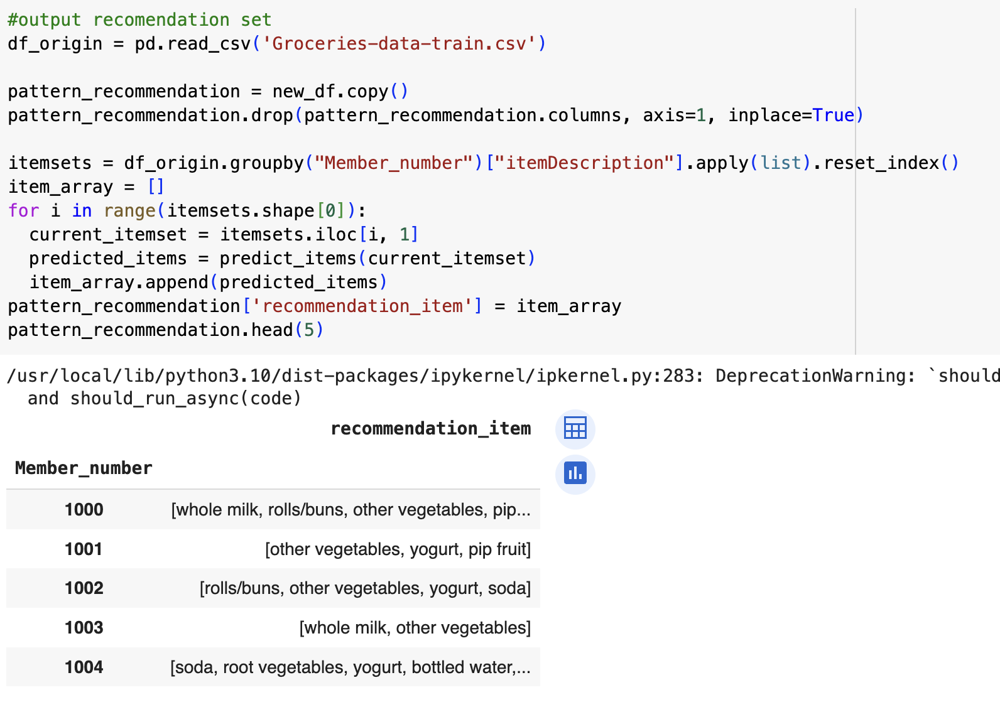 #output recomendation set
df_origin = pd.read_csv('Groceries-data-train.csv')
pattern_recommendation = new_df.copy()
pattern_recommendation.drop(pattern_recommendation.columns, axis=1, inplace=True)
itemsets = df_origin.groupby("Member_number")["itemDescription"].apply(list).reset_index()
item_array = []
for i in range(itemsets.shape[0]):
  current_itemset = itemsets.iloc[i, 1]
  predicted_items = predict_items(current_itemset)
  item_array.append(predicted_items)
pattern_recommendation['recommendation_item'] = item_array
pattern_recommendation.head(5)
/usr/local/lib/python3.10/dist-packages/ipykernel/ipkernel.py:283: DeprecationWarning: `should
  and should_run_async(code)
recommendation_item
Member_number
1000 [whole milk, rolls/buns, other vegetables, pip...
1001 [other vegetables, yogurt, pip fruit]
1002 [rolls/buns, other vegetables, yogurt, soda]
1003 [whole milk, other vegetables]
1004 [soda, root vegetables, yogurt, bottled water,...